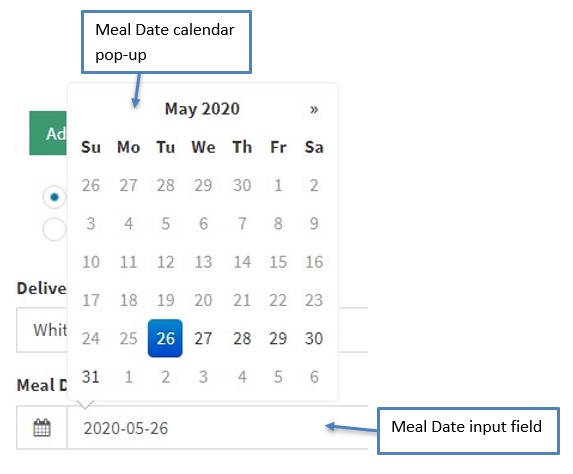 Meal Date calendar
pop-up
May 2020 »
Ad
Su Mo Tu We Th Fr Sa
26 27 28 29 30 1 2
3 4 5 6 7 8 9
10 11 12 13 14 15 16
17 18 19 20 21 22 23
Delive
Whit
24 25 26 27 28 29 30
31 1 2 3 4 5 6
Meal D
2020-05-26
Meal Date input field